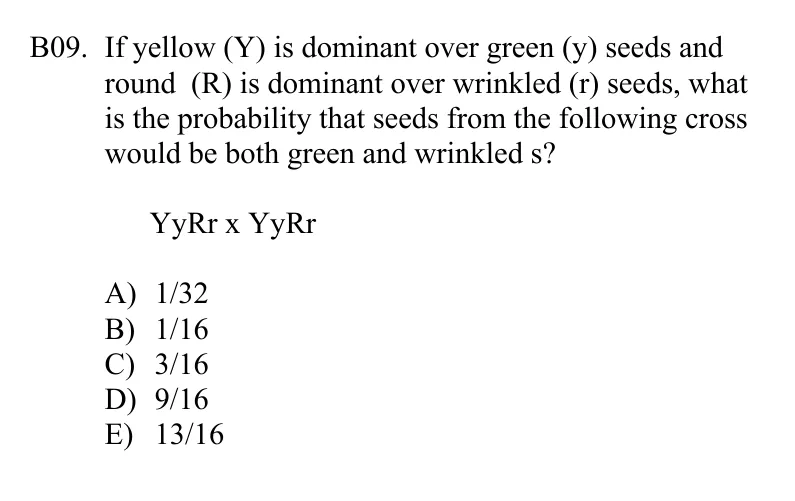 B09. If yellow (Y) is dominant over green (y) seeds and
round (R) is dominant over wrinkled (r) seeds, what
is the probability that seeds from the following cross
would be both green and wrinkled s?
YyRr x YyRr
A) 1/32
B) 1/16
C) 3/16
D) 9/16
E) 13/16